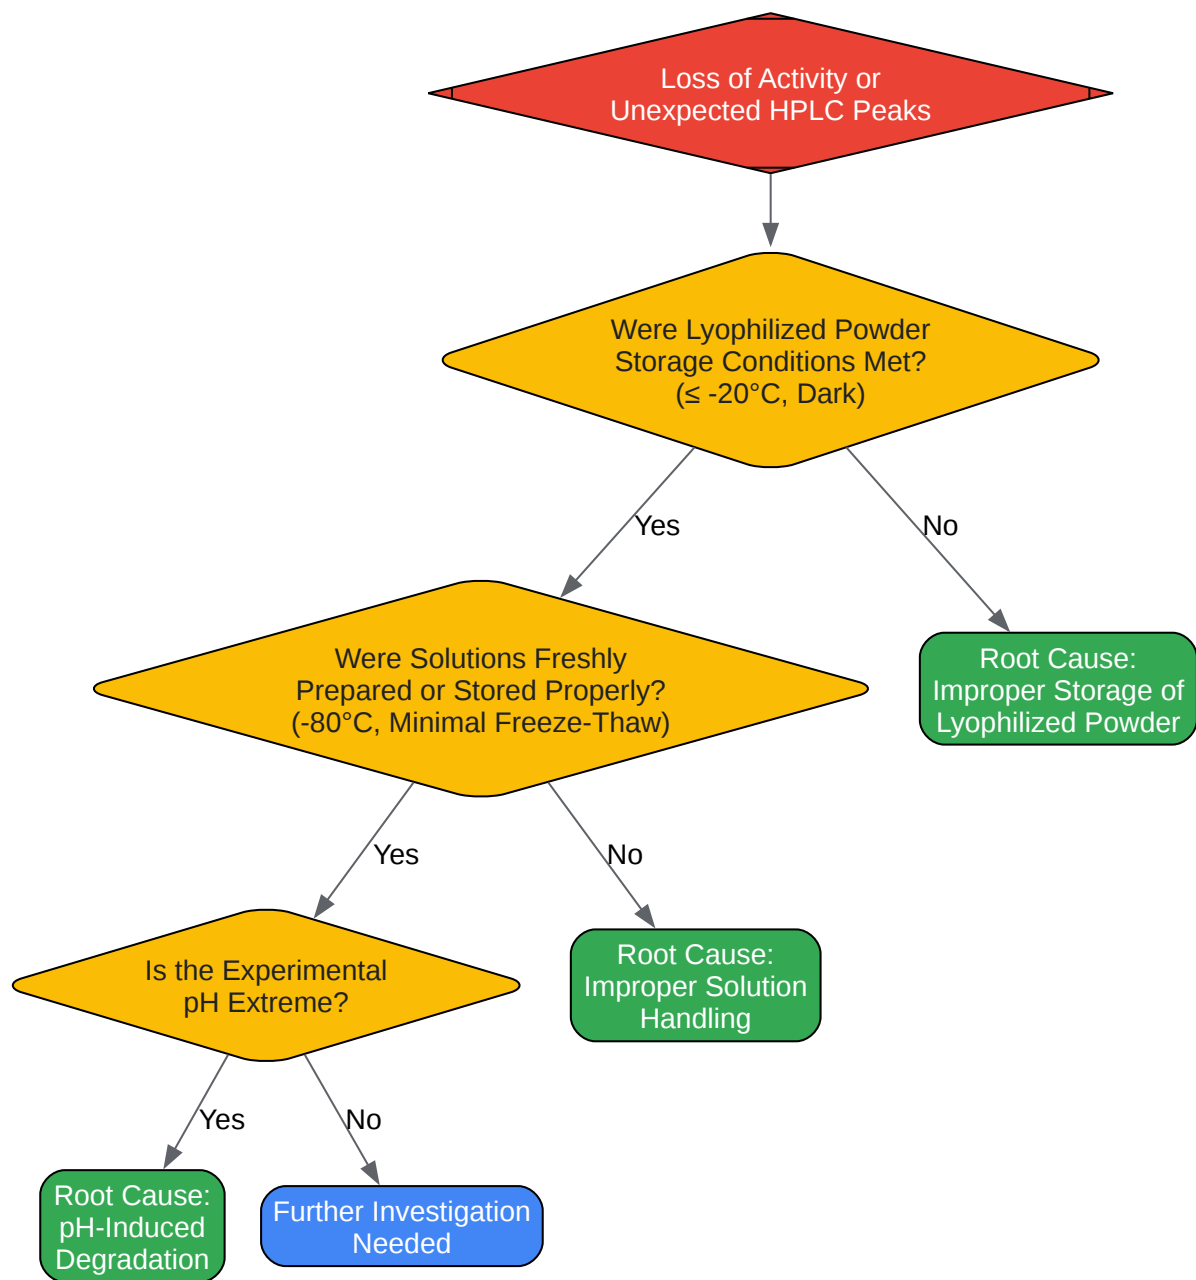 Loss of Activity or
Unexpected HPLC Peaks
Were Lyophilized Powder
Storage Conditions Met?
(≤ -20°C, Dark)
Yes
No
Were Solutions Freshly
Prepared or Stored Properly?
(-80°C, Minimal Freeze-Thaw)
Root Cause:
Improper Storage of
Lyophilized Powder
Yes
No
Is the Experimental
pH Extreme?
Root Cause:
Improper Solution
Handling
Yes
No
Root Cause:
pH-Induced
Degradation
Further Investigation
Needed